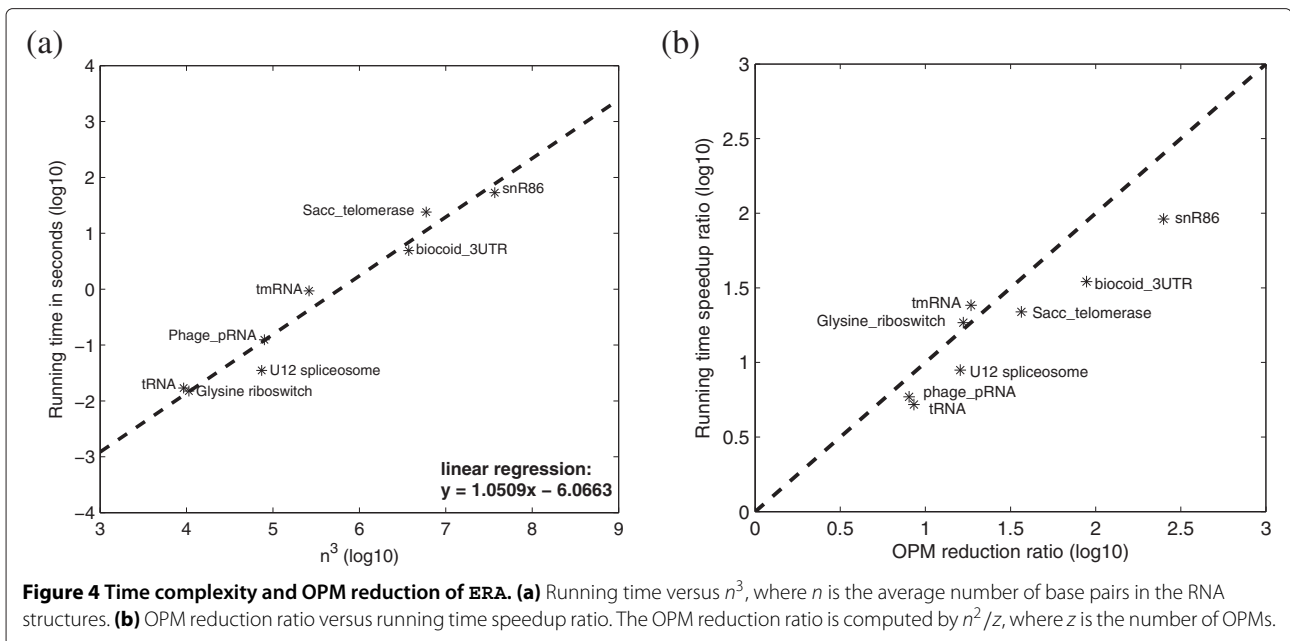 (a)
4
3
2
1
0
−1
−2
−3
−4
Running time in seconds (log10)
snR86
Sacc_telomerase
biocoid_3UTR
tmRNA
Phage_pRNA
U12 spliceosome
tRNA
Glysine riboswitch
linear regression:
y = 1.0509x − 6.0663
3 4 5 6 7 8 9
n^3 (log10)
(b)
3
2.5
2
1.5
1
0.5
0
Running time speedup ratio (log10)
snR86
biocoid_3UTR
tmRNA
Sacc_telomerase
Glysine_riboswitch
U12 spliceosome
phage_pRNA
tRNA
0 0.5 1 1.5 2 2.5 3
OPM reduction ratio (log10)
Figure 4 Time complexity and OPM reduction of ERA. (a) Running time versus n³, where n is the average number of base pairs in the RNA
structures. (b) OPM reduction ratio versus running time speedup ratio. The OPM reduction ratio is computed by n²/z, where z is the number of OPMs.